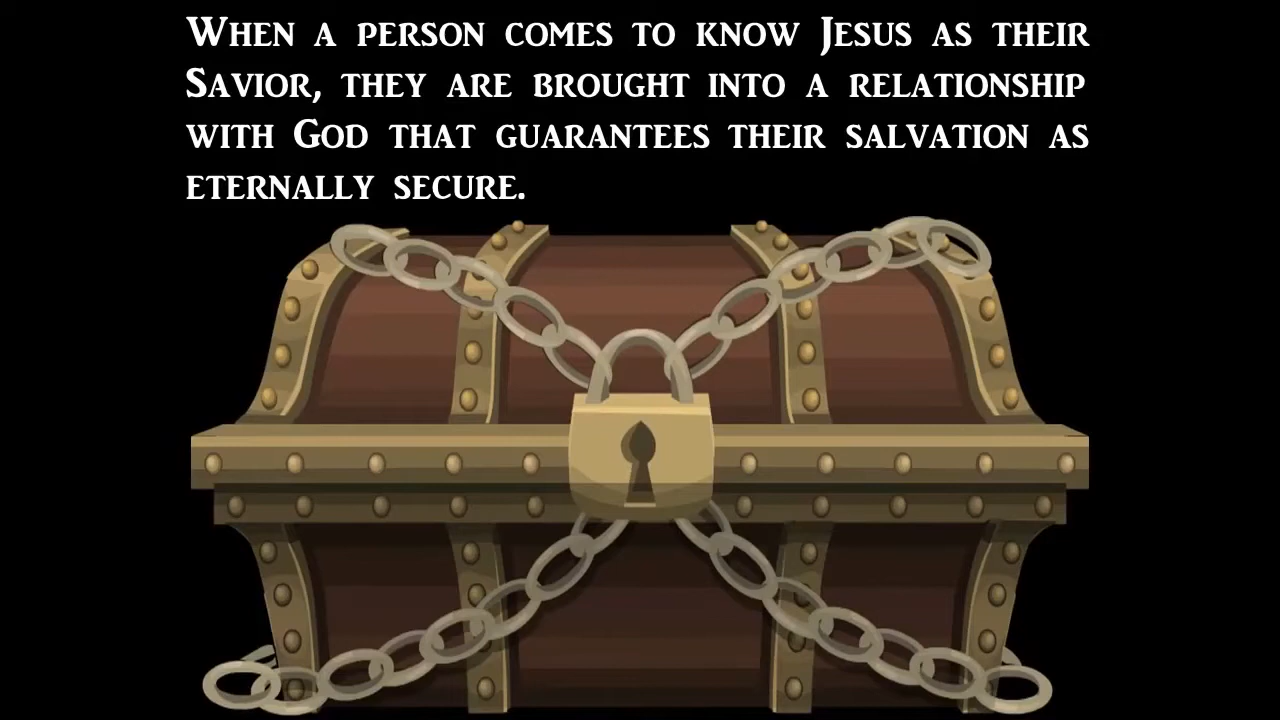 When a person comes to know Jesus as their
Savior, they are brought into a relationship
with God that guarantees their salvation as
eternally secure.